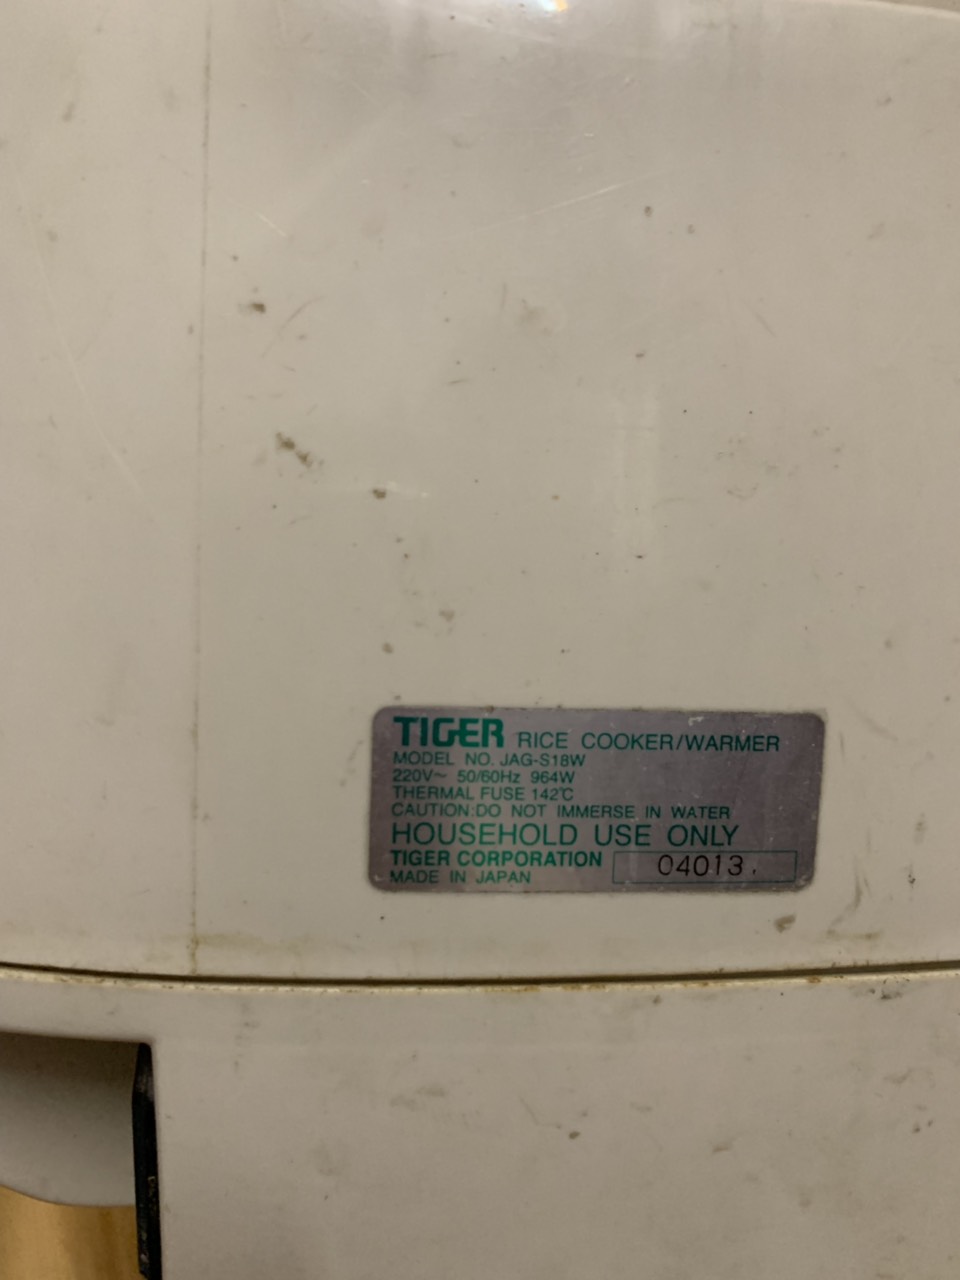 TIGER RICE COOKER/WARMER
MODEL NO. JAG-S18W
220V~ 50/60Hz 964W
THERMAL FUSE 142℃
CAUTION:DO NOT IMMERSE IN WATER
HOUSEHOLD USE ONLY
TIGER CORPORATION 04013.
MADE IN JAPAN